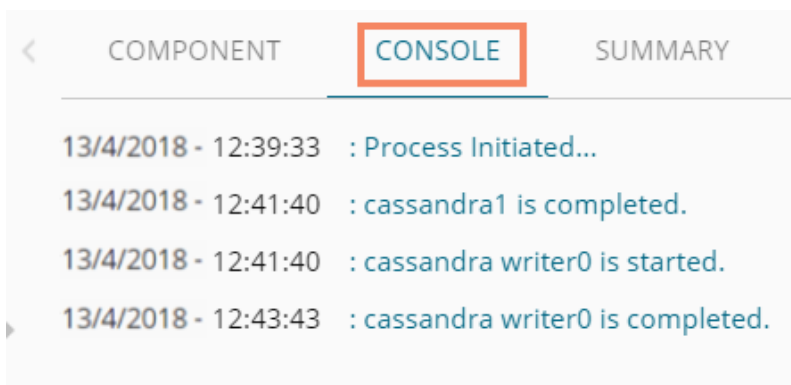 COMPONENT CONSOLE SUMMARY
13/4/2018 - 12:39:33 : Process Initiated...
13/4/2018 - 12:41:40 : cassandra1 is completed.
13/4/2018 - 12:41:40 : cassandra writer0 is started.
13/4/2018 - 12:43:43 : cassandra writer0 is completed.